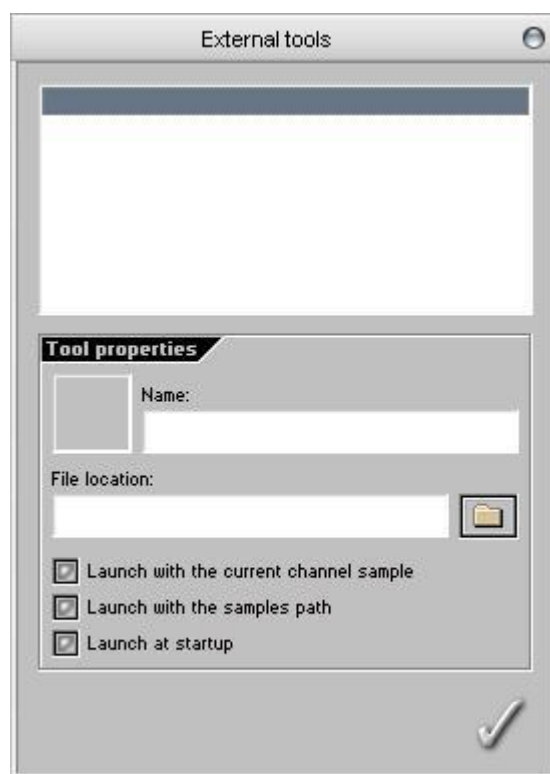 External tools
Tool properties
Name:
File location:
Launch with the current channel sample
Launch with the samples path
Launch at startup